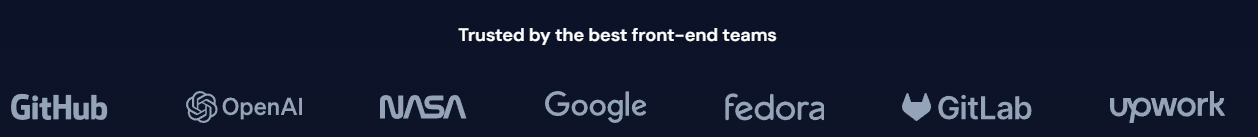 Trusted by the best front-end teams
GitHub OpenAI NASA Google fedora GitLab upwork